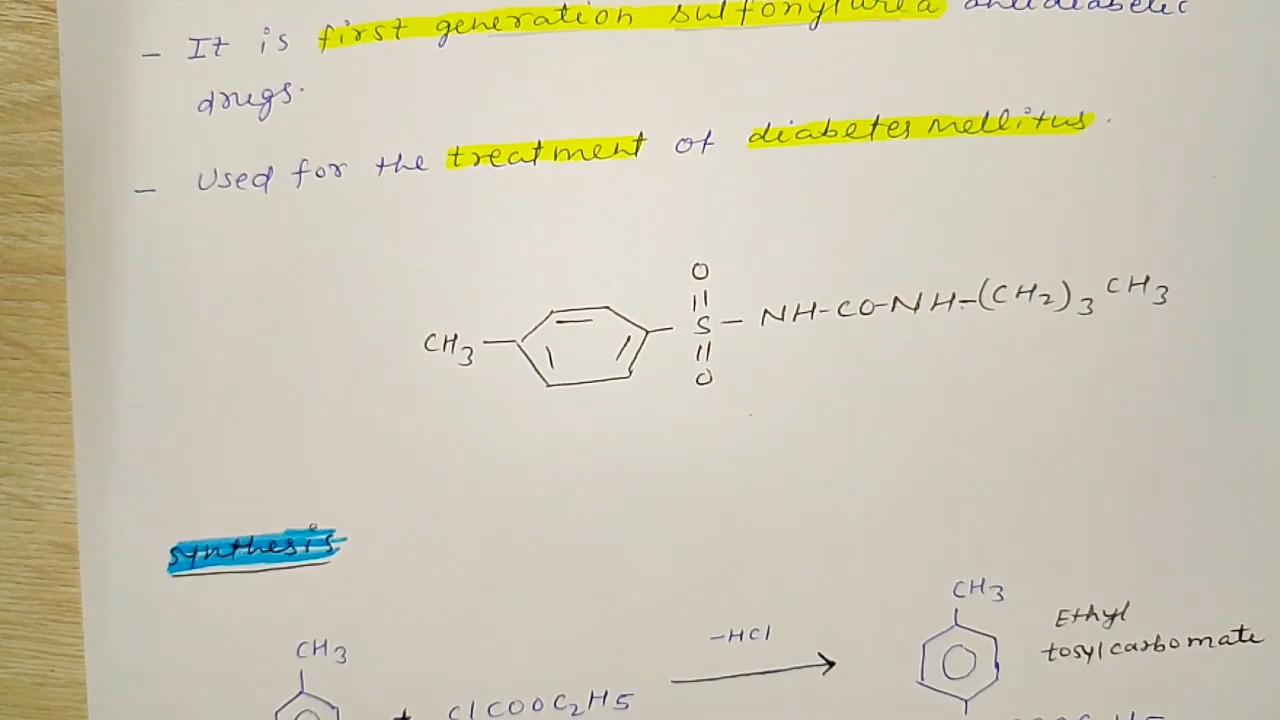 - It is first generation sulfonylurea antidiabetic
drugs.
- Used for the treatment of diabetes mellitus.
O
CH3 S - NH-CO-NH-(CH2)3 CH3
O
synthesis
CH3
-HCl
CH3
Ethyl
tosylcarbomate
+ ClCOOC2H5